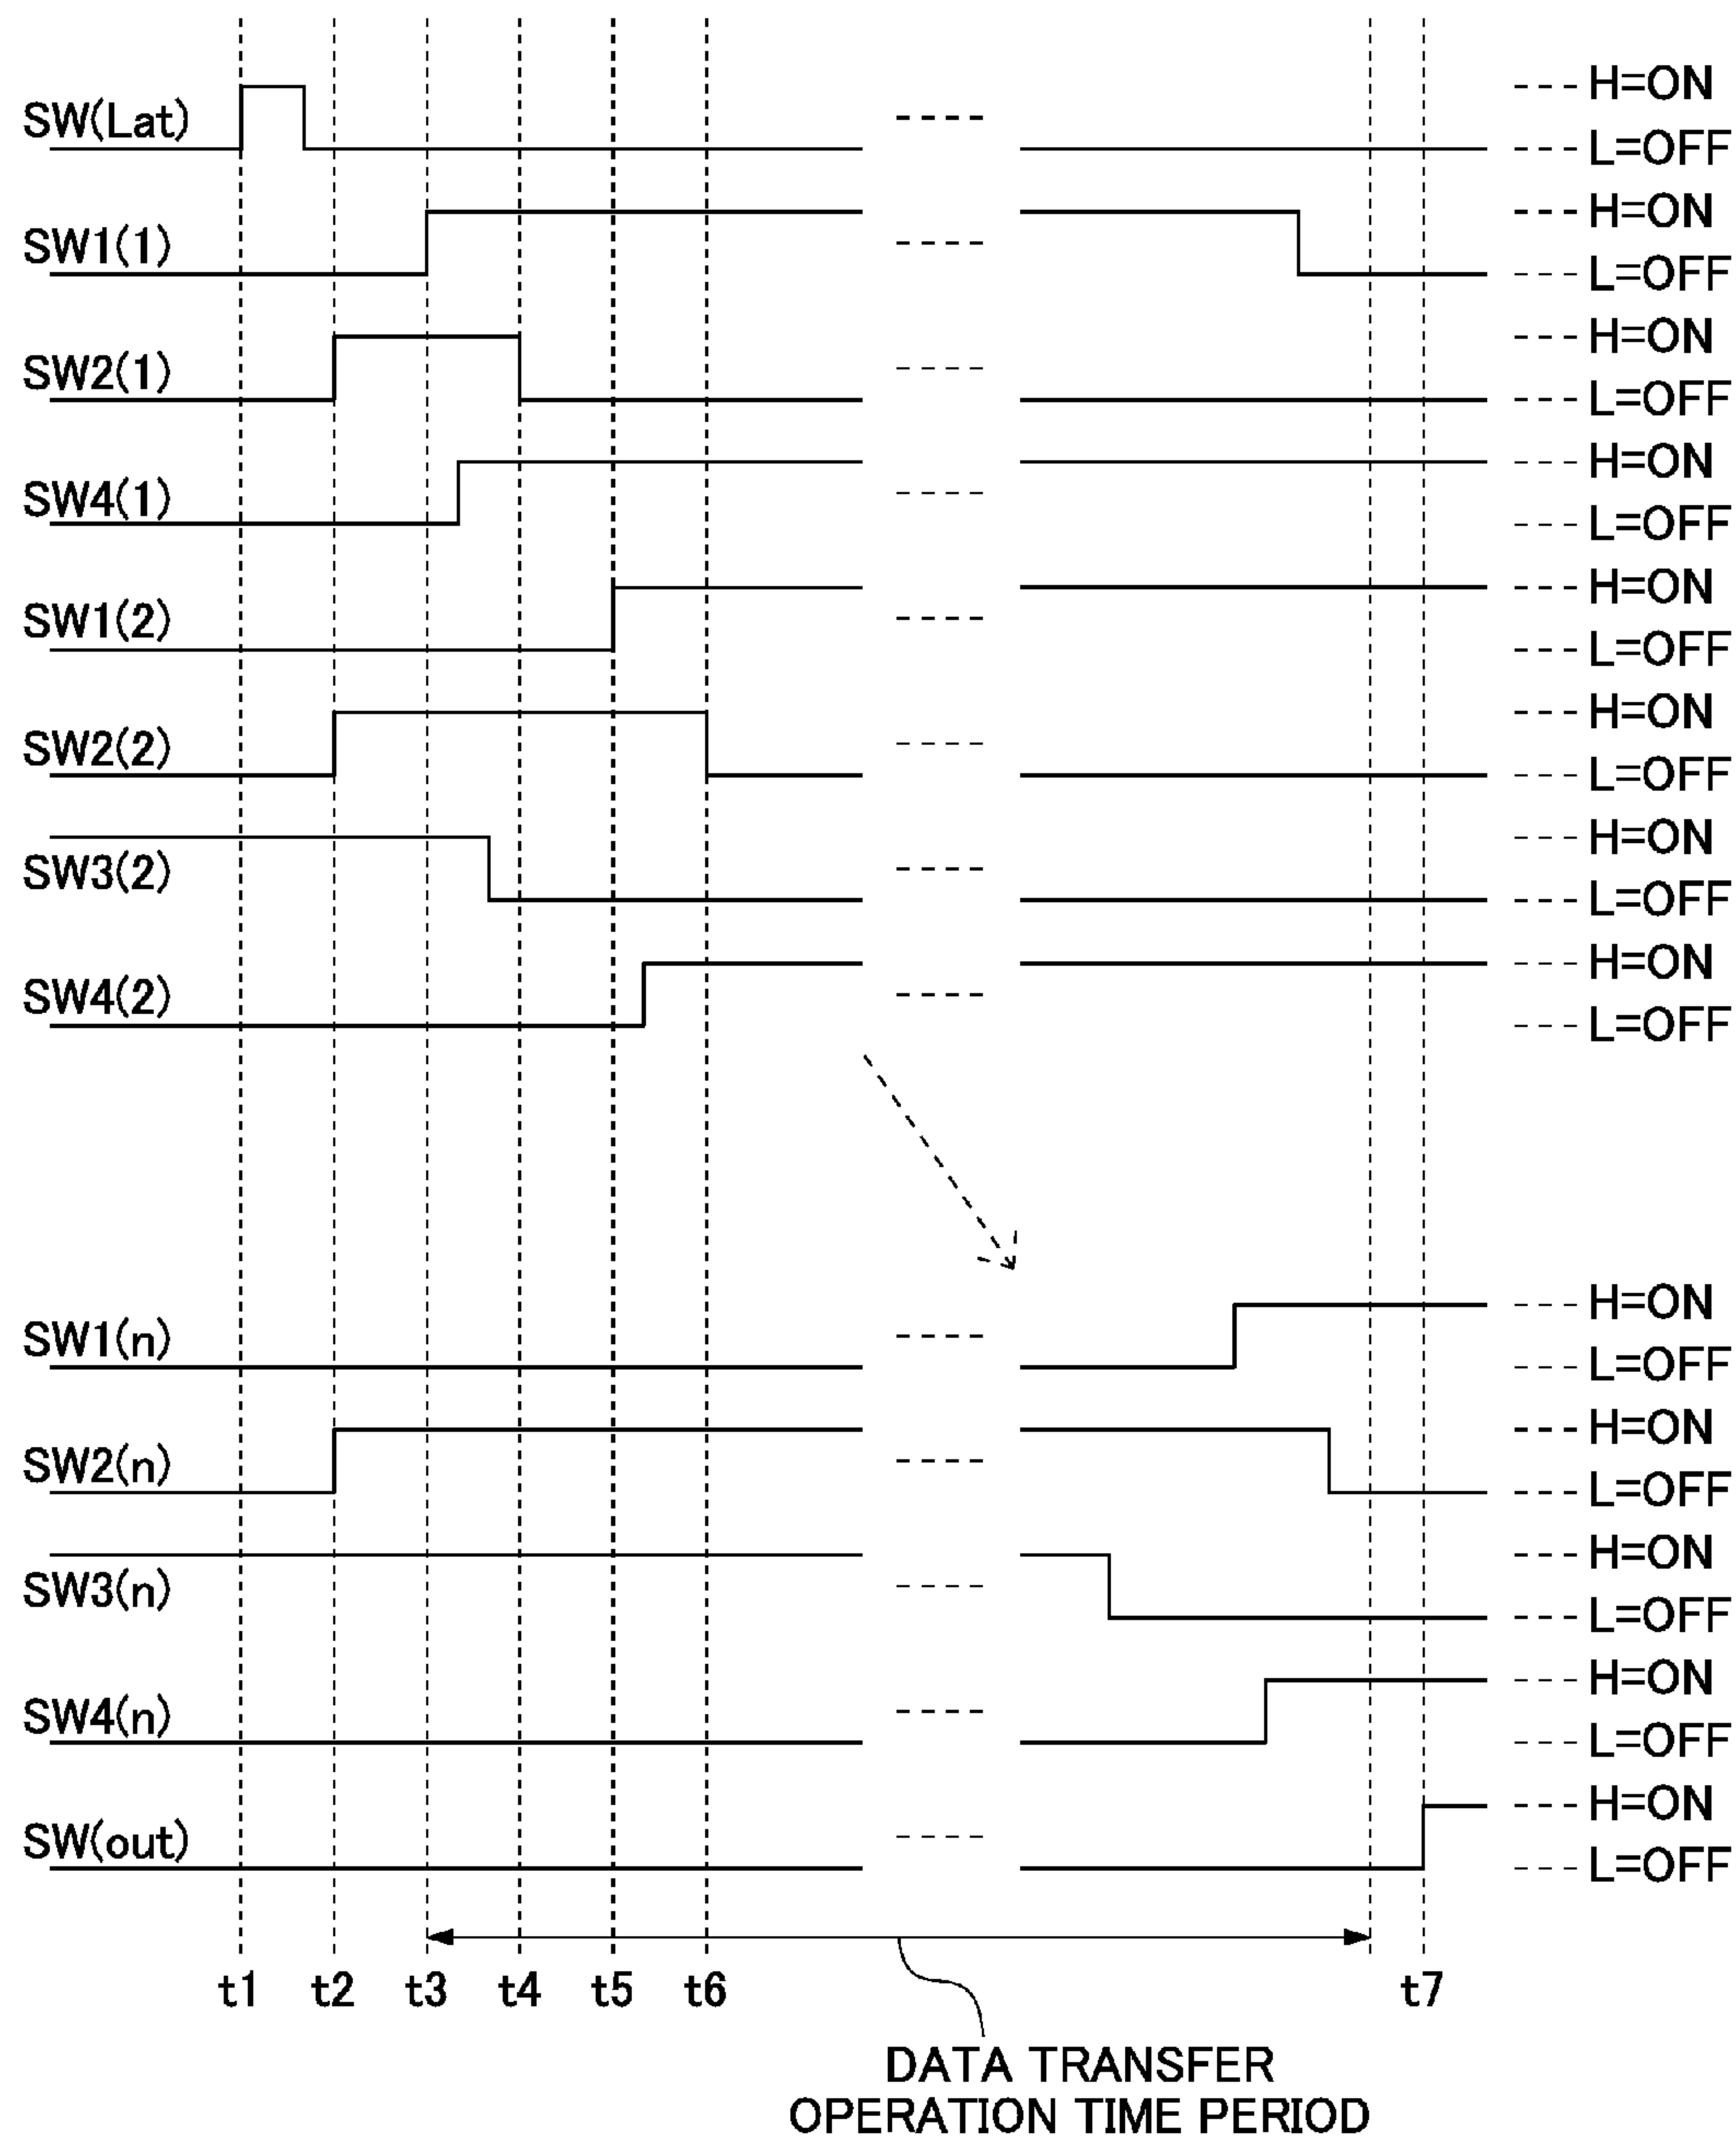 SW(Lat)
H=ON
L=OFF
SW1(1)
H=ON
L=OFF
SW2(1)
H=ON
L=OFF
SW4(1)
H=ON
L=OFF
SW1(2)
H=ON
L=OFF
SW2(2)
H=ON
L=OFF
SW3(2)
H=ON
L=OFF
SW4(2)
H=ON
L=OFF
SW1(n)
H=ON
L=OFF
SW2(n)
H=ON
L=OFF
SW3(n)
H=ON
L=OFF
SW4(n)
H=ON
L=OFF
SW(out)
H=ON
L=OFF
t1 t2 t3 t4 t5 t6 t7
DATA TRANSFER
OPERATION TIME PERIOD